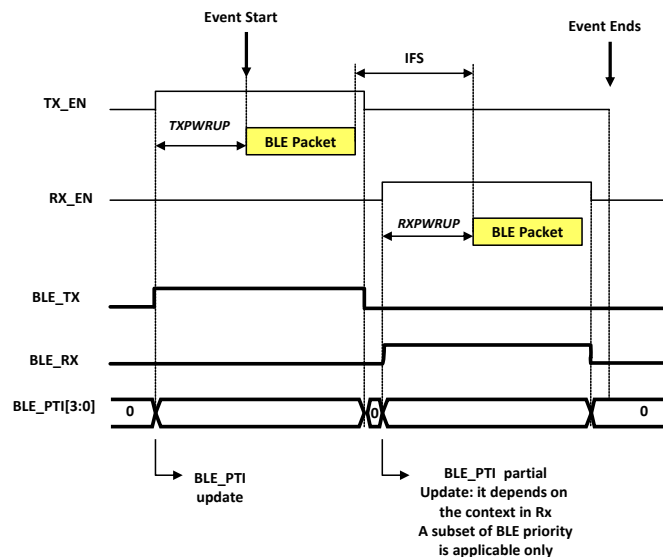 Event Start
Event Ends
IFS
TX_EN
TXPWRUP
BLE Packet
RX_EN
RXPWRUP
BLE Packet
BLE_TX
BLE_RX
BLE_PTI[3:0]
0
0
0
BLE_PTI
update
BLE_PTI partial
Update: it depends on
the context in Rx
A subset of BLE priority
is applicable only